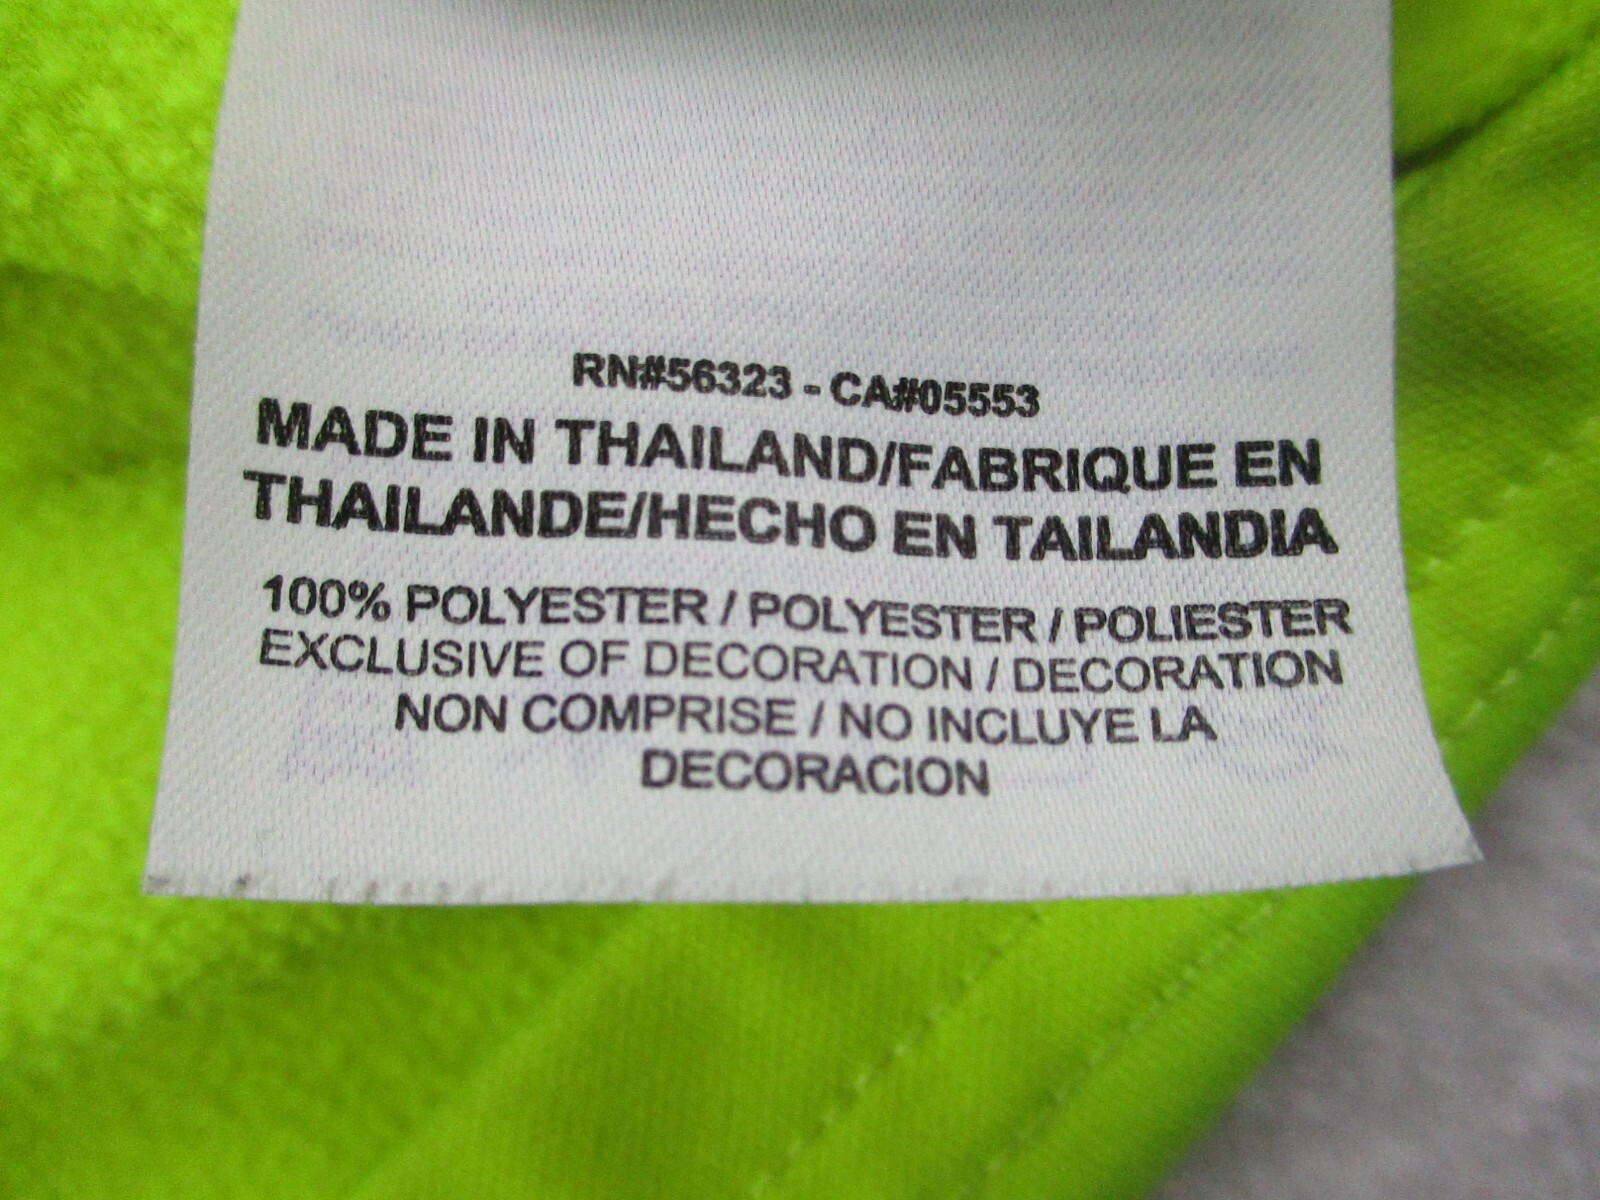 RN#56323 - CA#05553
MADE IN THAILAND/FABRIQUE EN
THAILANDE/HECHO EN TAILANDIA
100% POLYESTER / POLYESTER / POLIESTER
EXCLUSIVE OF DECORATION / DECORATION
NON COMPRISE / NO INCLUYE LA
DECORACION